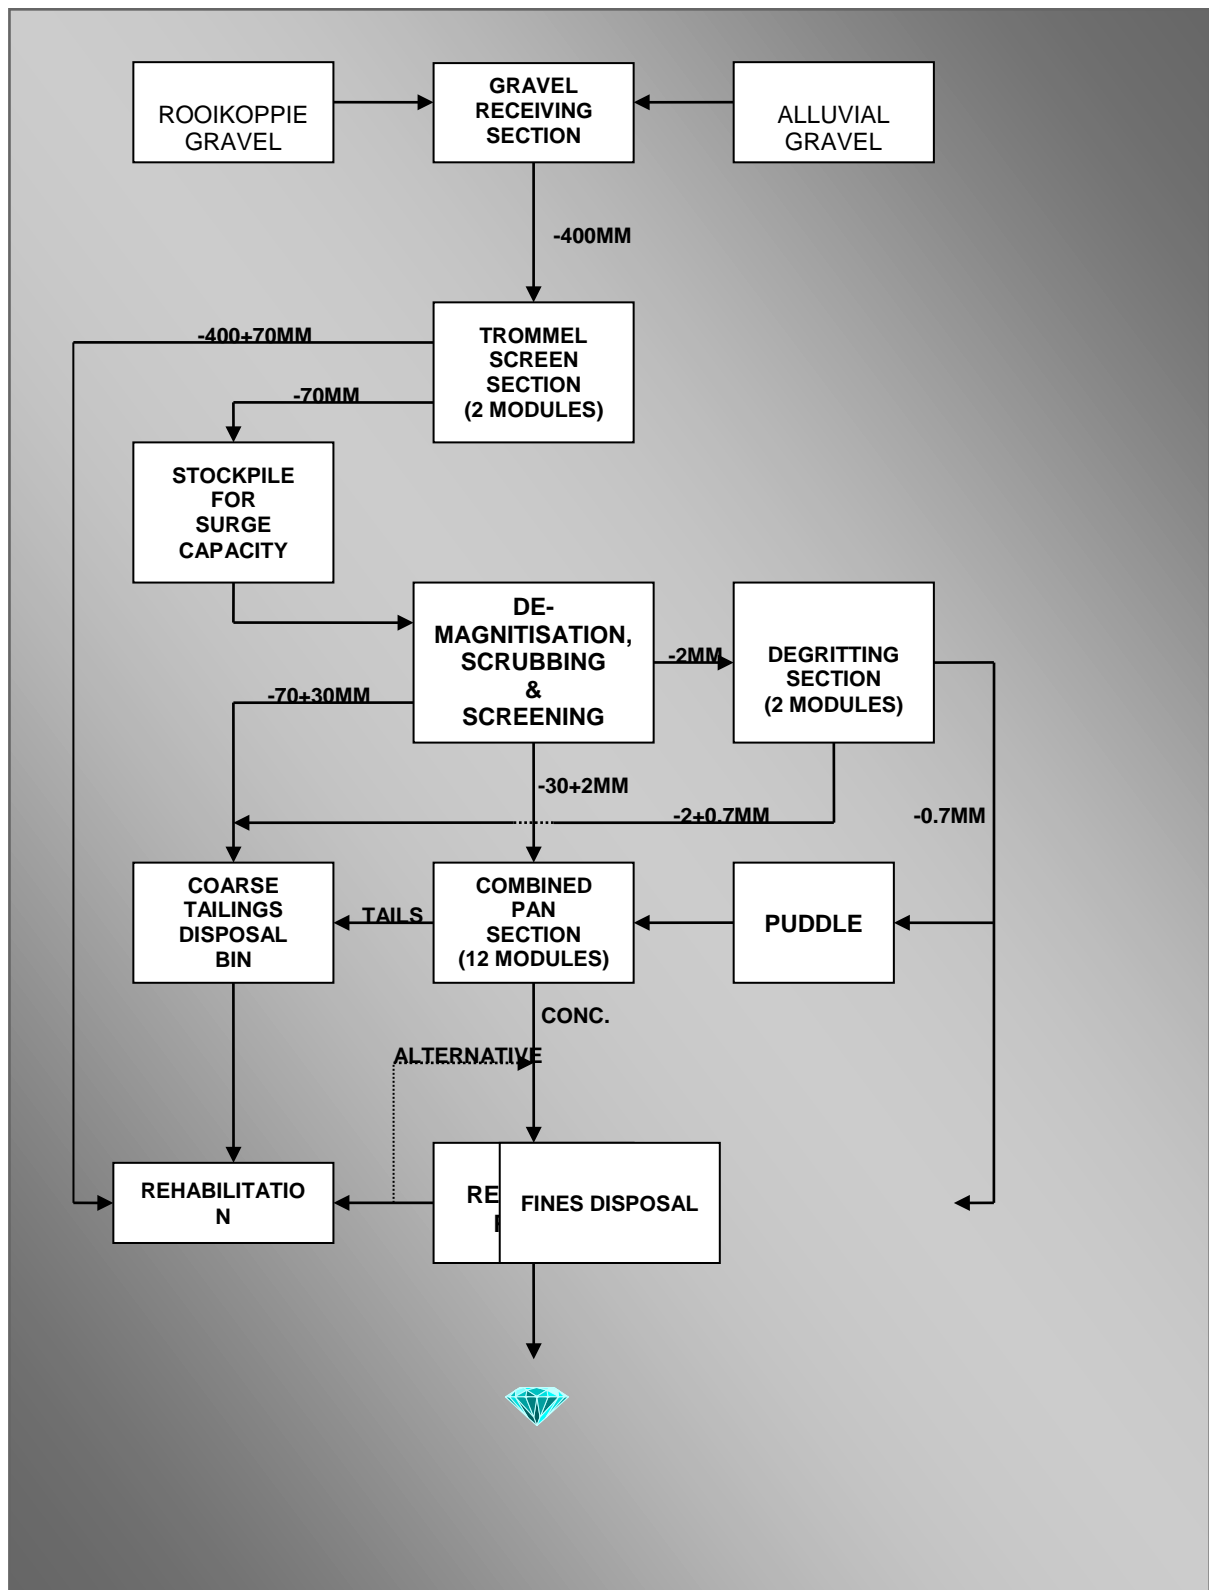 ROOIKOPPIE
GRAVEL
GRAVEL
RECEIVING
SECTION
ALLUVIAL
GRAVEL
-400MM
-400+70MM
TROMMEL
SCREEN
SECTION
(2 MODULES)
-70MM
STOCKPILE
FOR
SURGE
CAPACITY
DE-
MAGNITISATION,
SCRUBBING
&
SCREENING
-2MM
DEGRITTING
SECTION
(2 MODULES)
-70+30MM
-30+2MM
-2+0.7MM
-0.7MM
COARSE
TAILINGS
DISPOSAL
BIN
TAILS
COMBINED
PAN
SECTION
(12 MODULES)
PUDDLE
CONC.
ALTERNATIVE
REHABILITATIO
N
FINES DISPOSAL